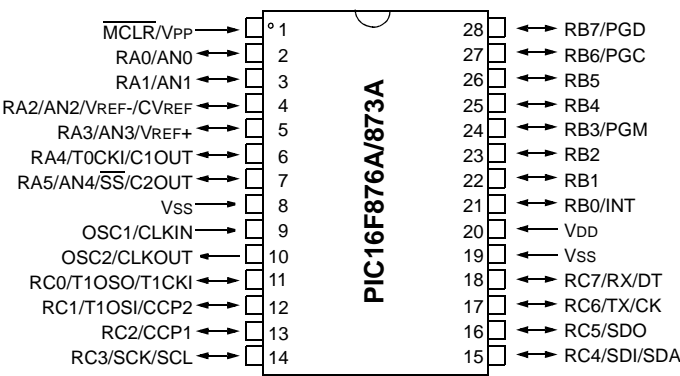 MCLR/VPP
RA0/AN0
RA1/AN1
RA2/AN2/VREF-/CVREF
RA3/AN3/VREF+
RA4/T0CKI/C1OUT
RA5/AN4/SS/C2OUT
VSS
OSC1/CLKIN
OSC2/CLKOUT
RC0/T1OSO/T1CKI
RC1/T1OSI/CCP2
RC2/CCP1
RC3/SCK/SCL
1
2
3
4
5
6
7
8
9
10
11
12
13
14
PIC16F876A/873A
28
27
26
25
24
23
22
21
20
19
18
17
16
15
RB7/PGD
RB6/PGC
RB5
RB4
RB3/PGM
RB2
RB1
RB0/INT
VDD
VSS
RC7/RX/DT
RC6/TX/CK
RC5/SDO
RC4/SDI/SDA